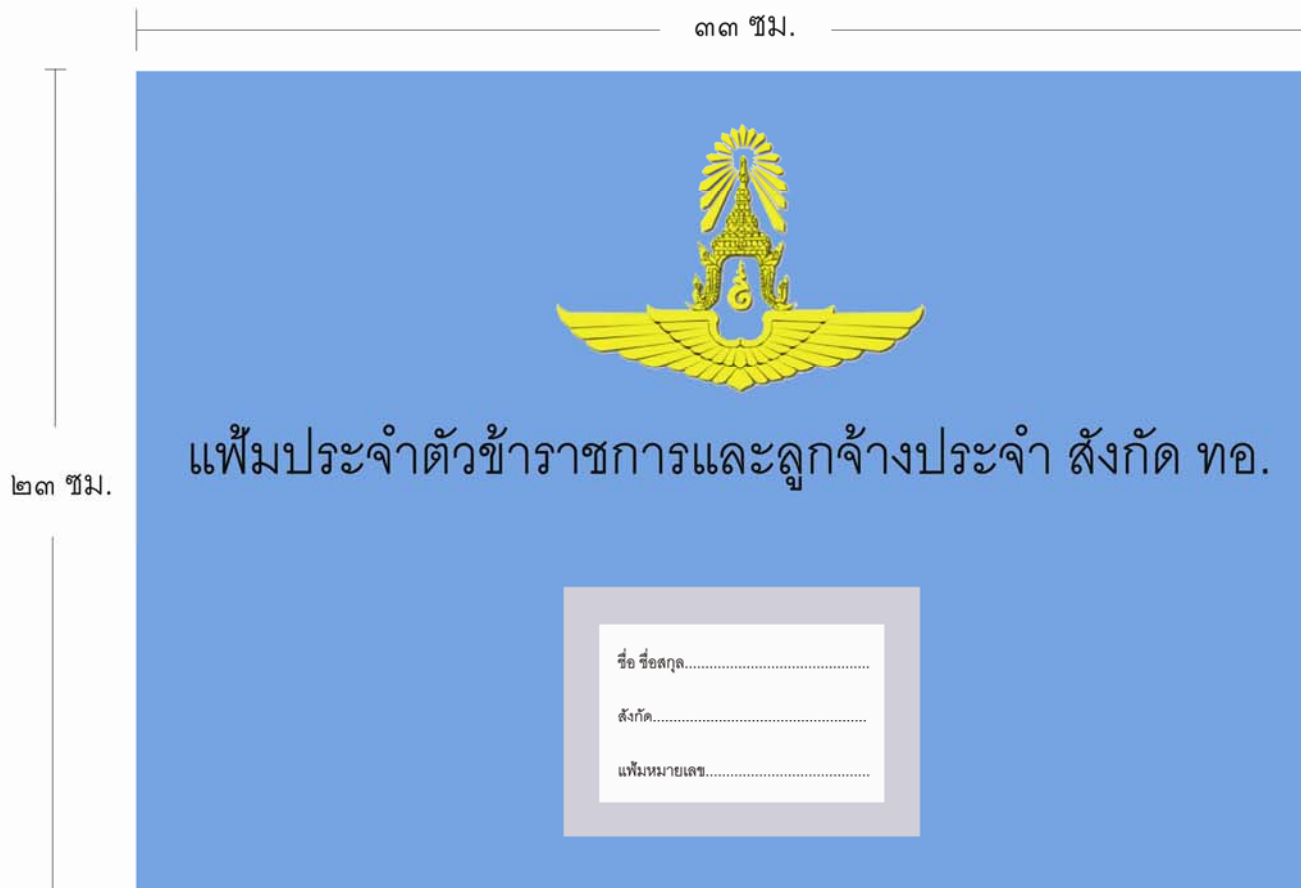 ๓๓ ซม.
แฟ้มประจำตัวข้าราชการและลูกจ้างประจำ สังกัด ทอ.
๒๓ ซม.
ชื่อ ชื่อสกุล.............................................
สังกัด....................................................
แฟ้มหมายเลข........................................